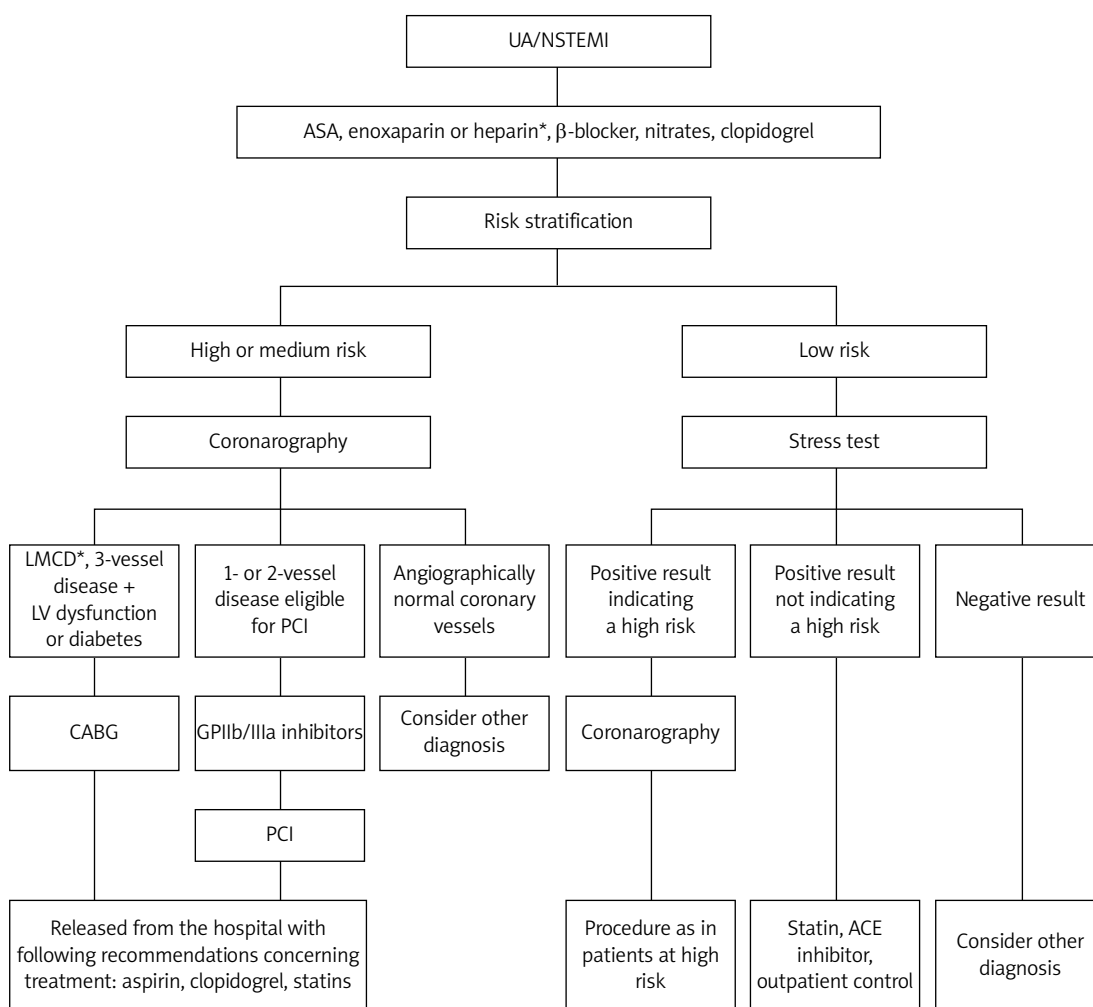 UA/NSTEMI
ASA, enoxaparin or heparin*, β-blocker, nitrates, clopidogrel
Risk stratification
High or medium risk
Low risk
Coronarography
Stress test
LMCD*, 3-vessel
disease +
LV dysfunction
or diabetes
1- or 2-vessel
disease eligible
for PCI
Angiographically
normal coronary
vessels
Positive result
indicating
a high risk
Positive result
not indicating
a high risk
Negative result
CABG
GPIIb/IIIa inhibitors
Consider other
diagnosis
Coronarography
PCI
Released from the hospital with
following recommendations concerning
treatment: aspirin, clopidogrel, statins
Procedure as in
patients at high
risk
Statin, ACE
inhibitor,
outpatient control
Consider other
diagnosis